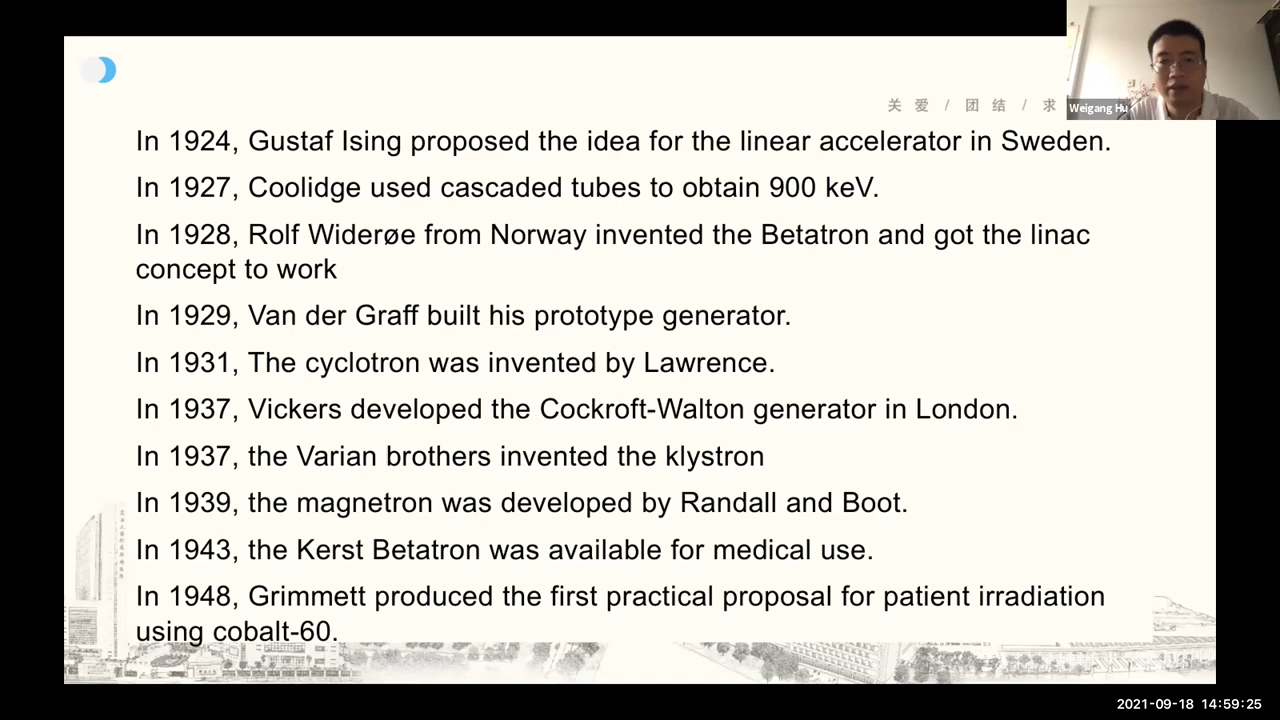 关 爱 / 团 结 / 求
Weigang Hu
In 1924, Gustaf Ising proposed the idea for the linear accelerator in Sweden.
In 1927, Coolidge used cascaded tubes to obtain 900 keV.
In 1928, Rolf Widerøe from Norway invented the Betatron and got the linac
concept to work
In 1929, Van der Graff built his prototype generator.
In 1931, The cyclotron was invented by Lawrence.
In 1937, Vickers developed the Cockroft-Walton generator in London.
In 1937, the Varian brothers invented the klystron
In 1939, the magnetron was developed by Randall and Boot.
In 1943, the Kerst Betatron was available for medical use.
In 1948, Grimmett produced the first practical proposal for patient irradiation
using cobalt-60.
2021-09-18 14:59:25